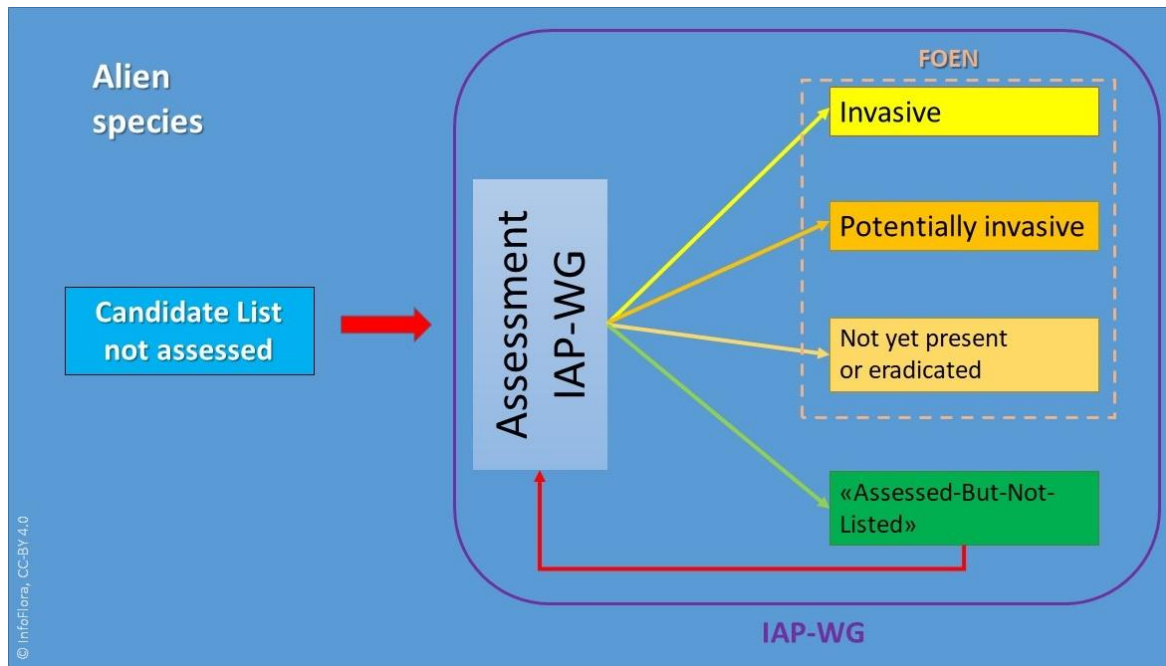 Alien
species
Candidate List
not assessed
Assessment
IAP-WG
FOEN
Invasive
Potentially invasive
Not yet present
or eradicated
«Assessed-But-Not-
Listed»
IAP-WG
© InfoFlora, CC-BY 4.0